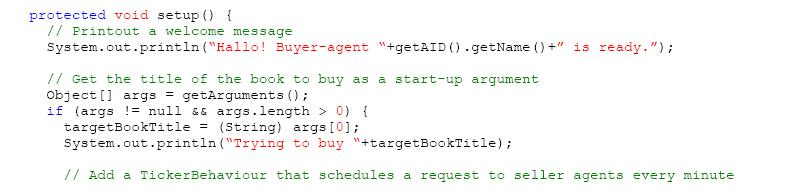 protected void setup() {
// Printout a welcome message
System.out.println(“Hallo! Buyer-agent “+getAID().getName()+” is ready.”);
// Get the title of the book to buy as a start-up argument
Object[] args = getArguments();
if (args != null && args.length > 0) {
targetBookTitle = (String) args[0];
System.out.println(“Trying to buy “+targetBookTitle);
// Add a TickerBehaviour that schedules a request to seller agents every minute